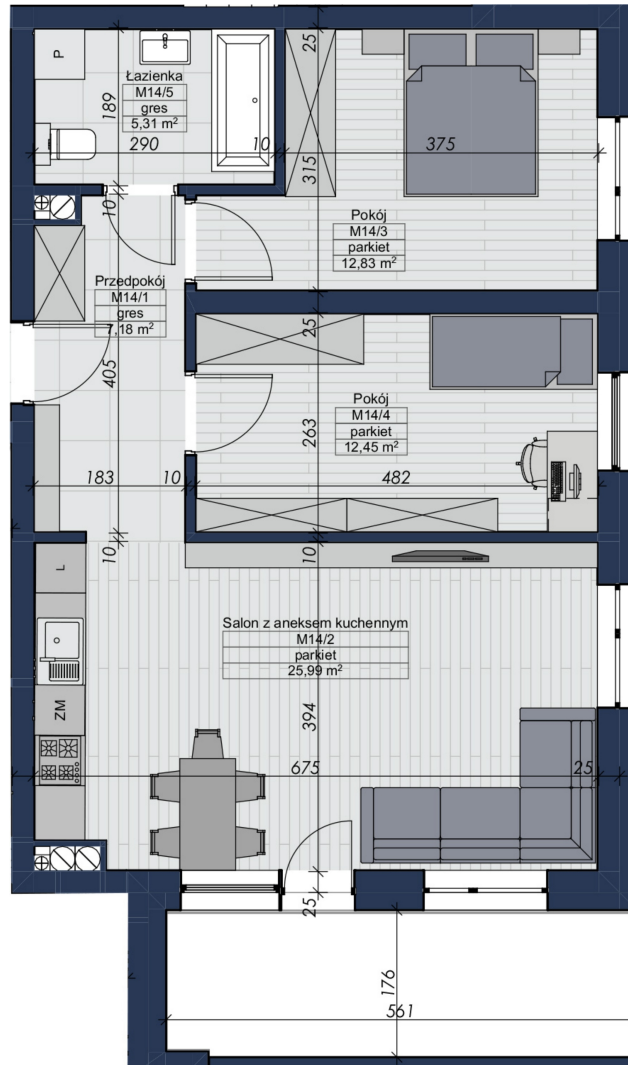 P
Łazienka
M14/5
gres
5,31 m²
189
290
10
25
315
375
Pokój
M14/3
parkiet
12,83 m²
10
Przedpokój
M14/1
gres
7,18 m²
405
183
10
25
263
Pokój
M14/4
parkiet
12,45 m²
482
10
10
L
ZM
Salon z aneksem kuchennym
M14/2
parkiet
25,99 m²
394
675
25
25
176
561